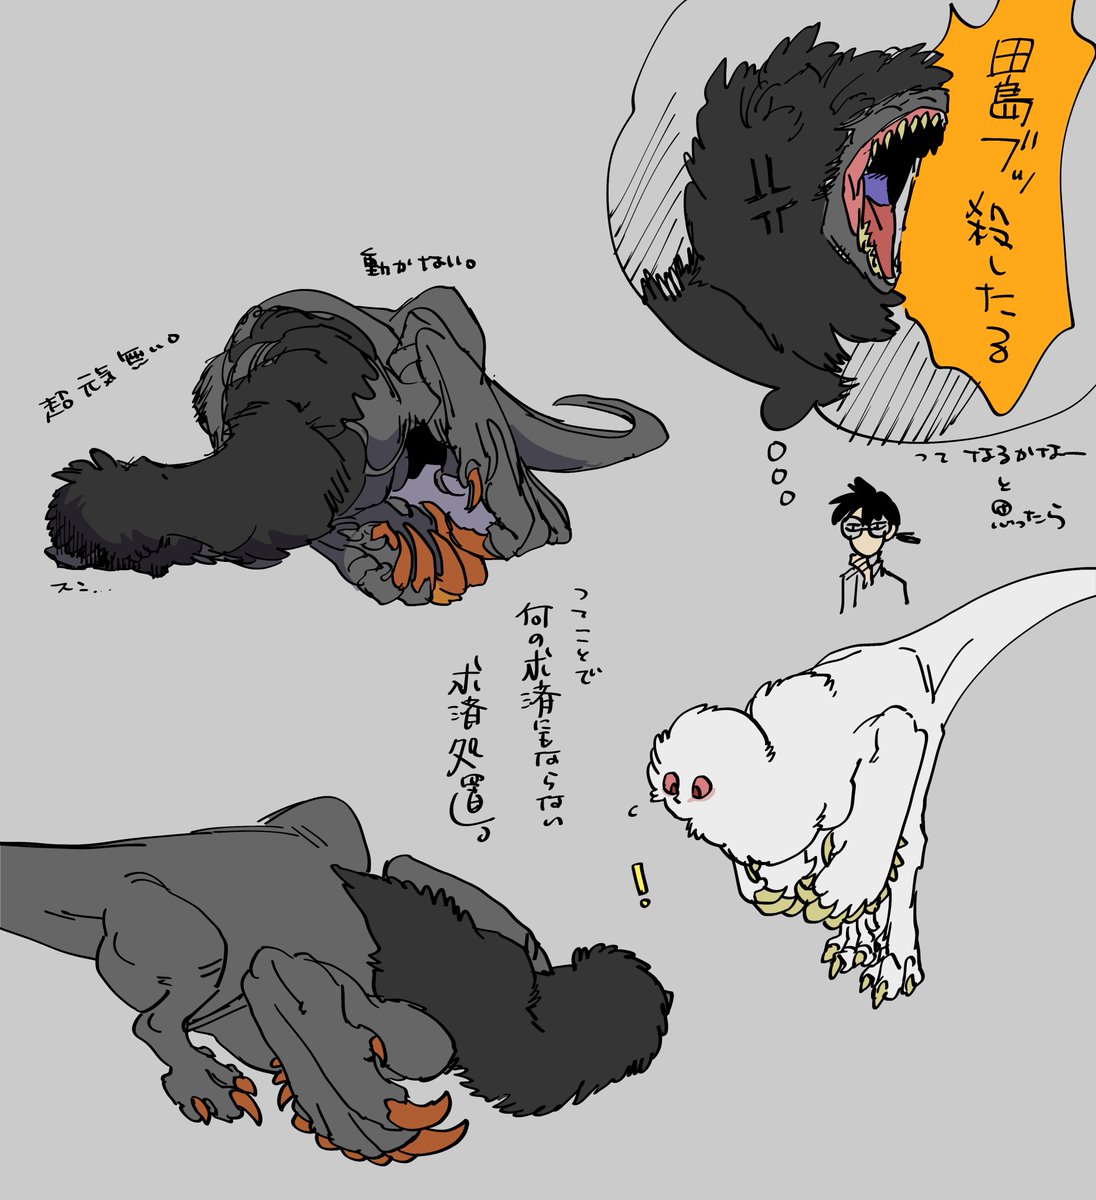 田島ブッ
殺したる
って なるかなー
と
思ったら
動かない。
超元気無い。
スン…
ってことで
何の救済にもならない
救済処置。
!